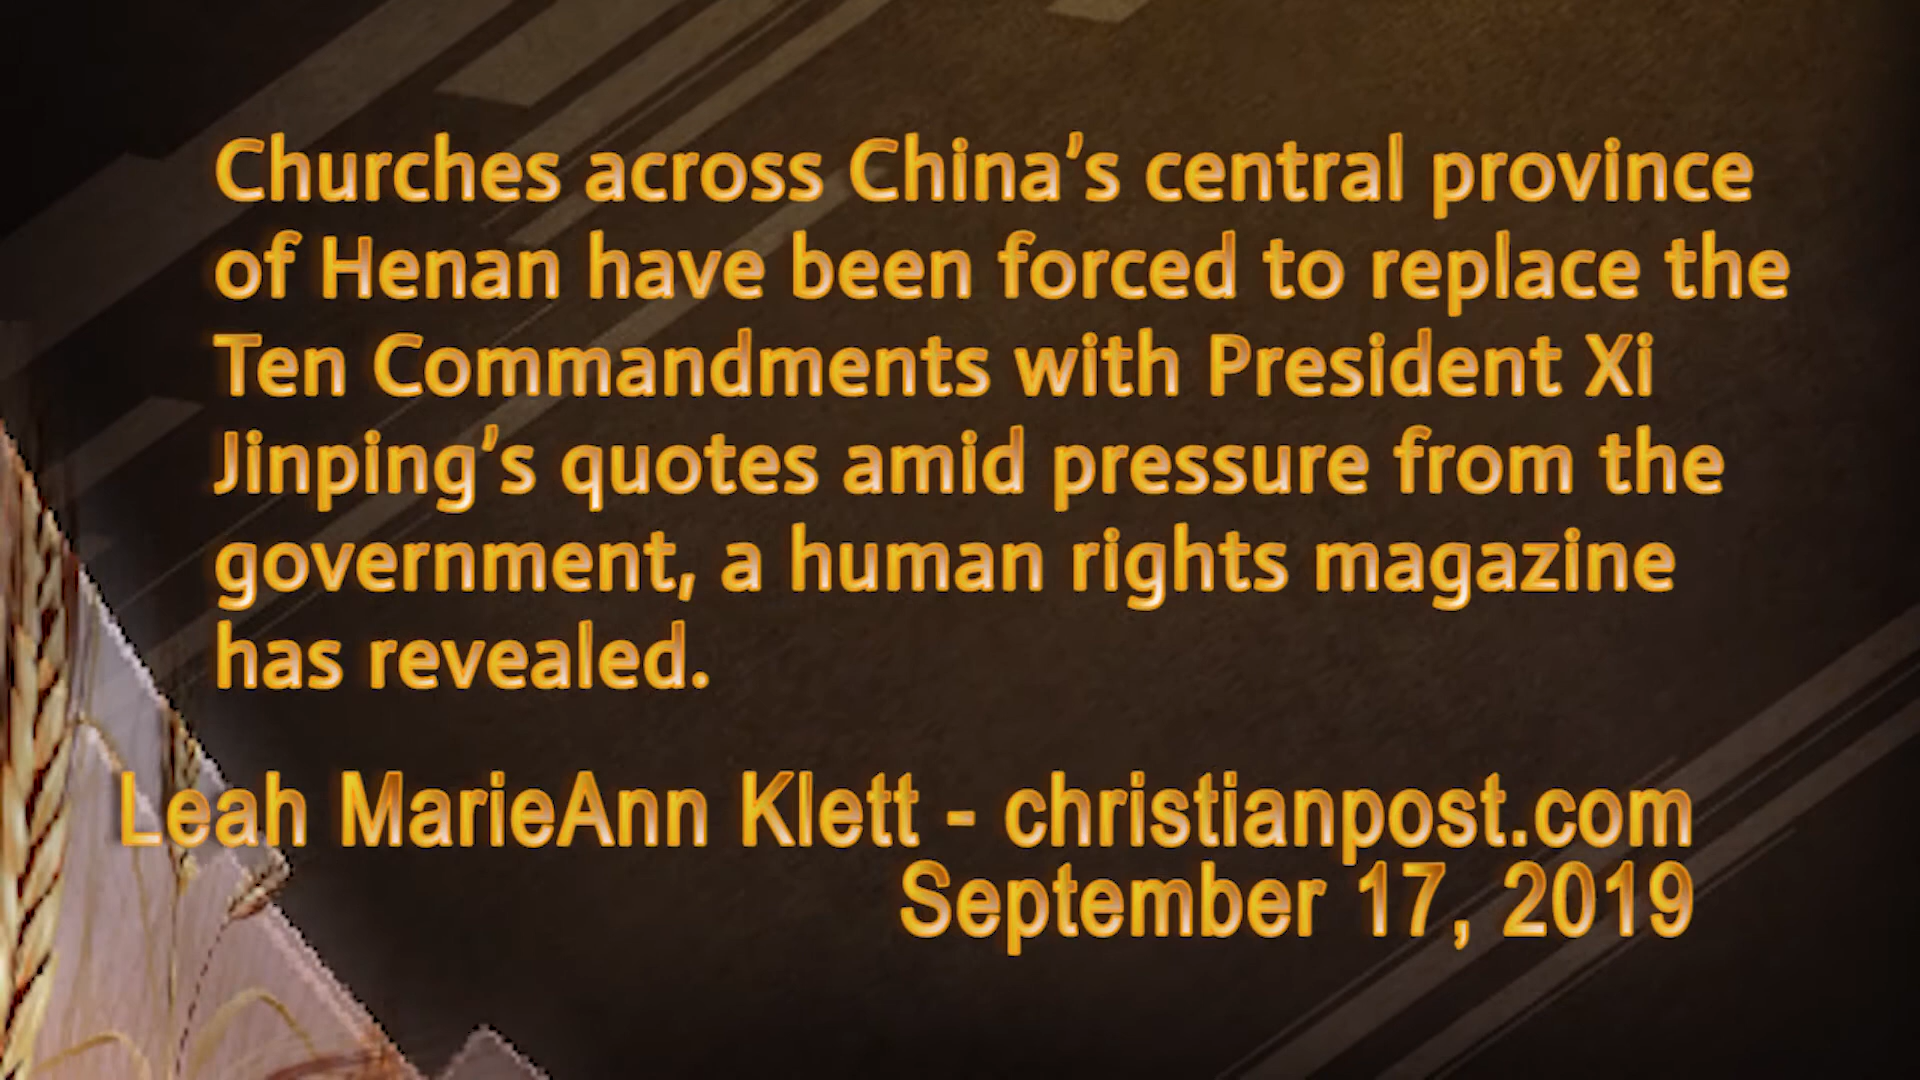 Churches across China’s central province
of Henan have been forced to replace the
Ten Commandments with President Xi
Jinping’s quotes amid pressure from the
government, a human rights magazine
has revealed.
Leah MarieAnn Klett - christianpost.com
September 17, 2019